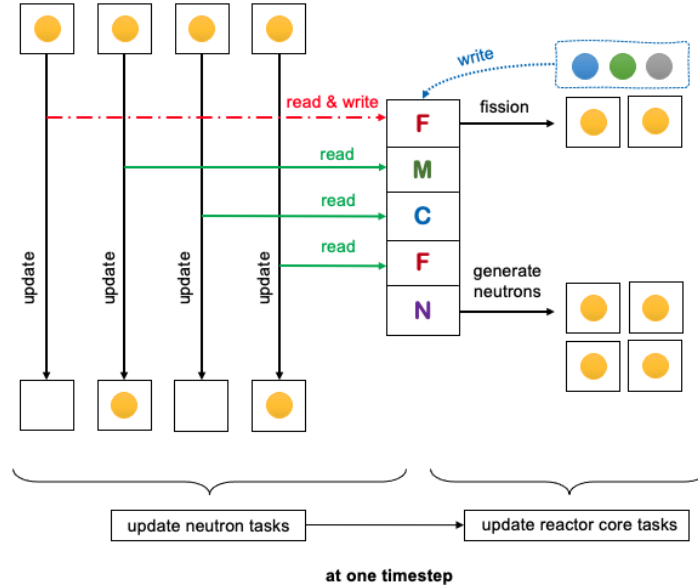 write
read & write
F
fission
read
M
read
C
read
F
update
update
update
update
generate
neutrons
N
update neutron tasks
update reactor core tasks
at one timestep